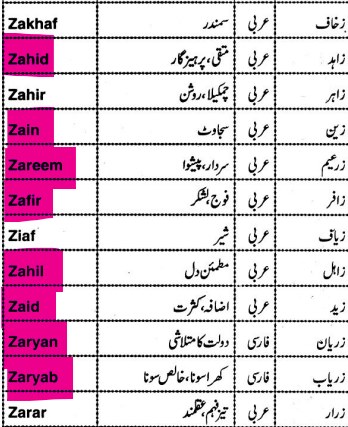 Zakhaf سمندر عربی زخاف
Zahid متقی، پرہیزگار عربی زاہد
Zahir چمکیلا، روشن عربی زاہر
Zain سجاوٹ عربی زین
Zareem سردار، پیشوا عربی زرعیم
Zafir فوج، لشکر عربی زافر
Ziaf شیر عربی زیاف
Zahil مطمئن دل عربی زاہل
Zaid اضافہ، کثرت عربی زید
Zaryan دولت کا متلاشی فارسی زریان
Zaryab کھرا سونا، خالص سونا فارسی زریاب
Zarar تیز فہم، عقلمند عربی زرار